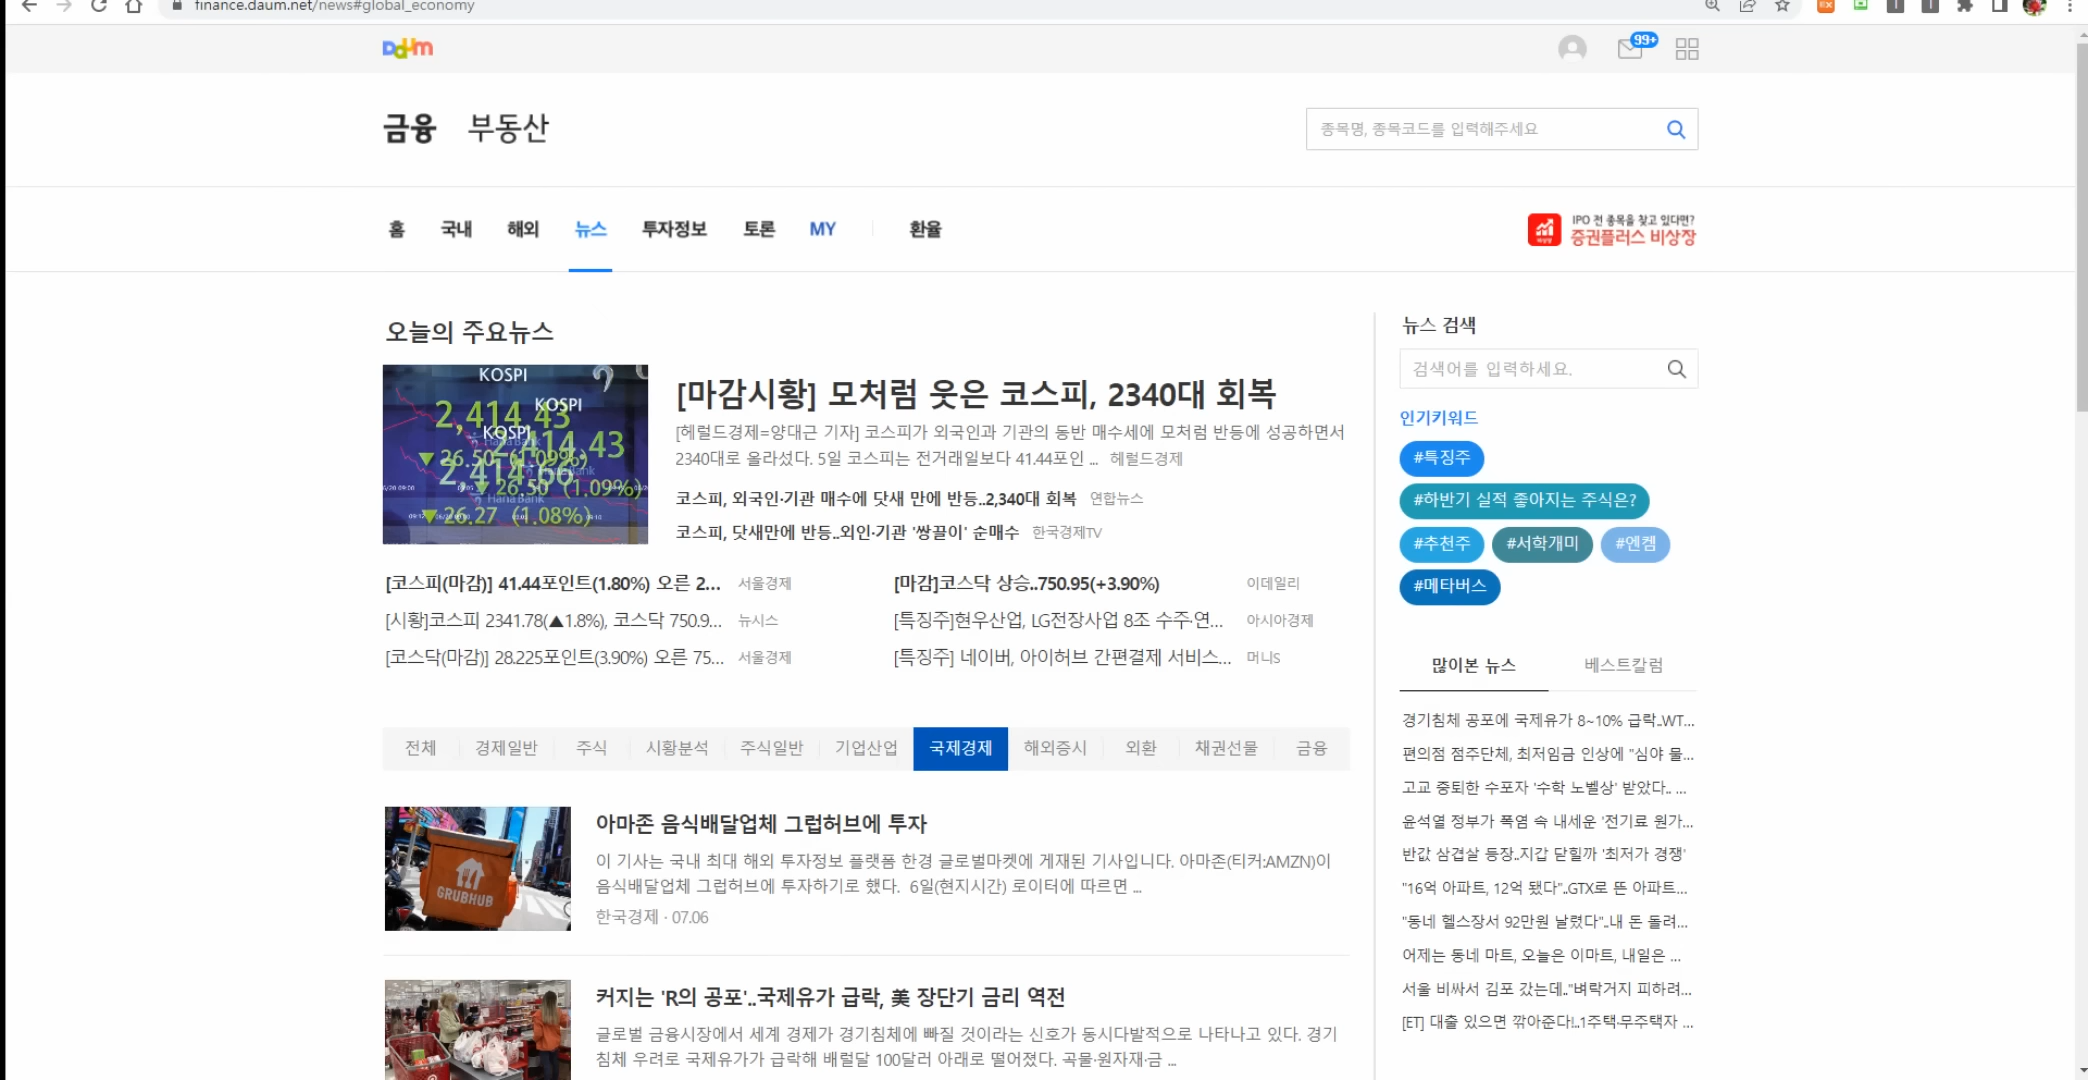 finance.daum.net/news#global_economy
Daum
99+
금융 부동산
종목명, 종목코드를 입력해주세요
홈 국내 해외 뉴스 투자정보 토론 MY 환율
IPO 전 종목을 찾고 있다면?
증권플러스 비상장
오늘의 주요뉴스
KOSPI
2,414.43
KOSPI
KOSPI
2,414.43
26.50 (1.09%)
2,414.66
26.50 (1.09%)
26.27 (1.08%)
[마감시황] 모처럼 웃은 코스피, 2340대 회복
[헤럴드경제=양대근 기자] 코스피가 외국인과 기관의 동반 매수세에 모처럼 반등에 성공하면서
2340대로 올라섰다. 5일 코스피는 전거래일보다 41.44포인 ... 헤럴드경제
코스피, 외국인·기관 매수에 닷새 만에 반등..2,340대 회복 연합뉴스
코스피, 닷새만에 반등..외인·기관 '쌍끌이' 순매수 한국경제TV
[코스피(마감)] 41.44포인트(1.80%) 오른 2... 서울경제
[마감]코스닥 상승..750.95(+3.90%) 이데일리
[시황]코스피 2341.78(▲1.8%), 코스닥 750.9... 뉴시스
[특징주]현우산업, LG전장사업 8조 수주·연... 아시아경제
[코스닥(마감)] 28.225포인트(3.90%) 오른 75... 서울경제
[특징주] 네이버, 아이허브 간편결제 서비스... 머니S
전체 경제일반 주식 시황분석 주식일반 기업산업 국제경제 해외증시 외환 채권선물 금융
GRUBHUB
아마존 음식배달업체 그럽허브에 투자
이 기사는 국내 최대 해외 투자정보 플랫폼 한경 글로벌마켓에 게재된 기사입니다. 아마존(티커:AMZN)이
음식배달업체 그럽허브에 투자하기로 했다. 6일(현지시간) 로이터에 따르면 ...
한국경제 · 07.06
커지는 'R의 공포'..국제유가 급락, 美 장단기 금리 역전
글로벌 금융시장에서 세계 경제가 경기침체에 빠질 것이라는 신호가 동시다발적으로 나타나고 있다. 경기
침체 우려로 국제유가가 급락해 배럴달 100달러 아래로 떨어졌다. 곡물·원자재·금 ...
뉴스 검색
검색어를 입력하세요.
인기키워드
#특징주
#하반기 실적 좋아지는 주식은?
#추천주 #서학개미 #엔켐
#메타버스
많이본 뉴스 베스트칼럼
경기침체 공포에 국제유가 8~10% 급락..WT...
편의점 점주단체, 최저임금 인상에 "심야 물...
고교 중퇴한 수포자 '수학 노벨상' 받았다.. ...
윤석열 정부가 폭염 속 내세운 '전기료 원가...
반값 삼겹살 등장..지갑 닫힐까 '최저가 경쟁'
"16억 아파트, 12억 됐다"..GTX로 뜬 아파트...
"동네 헬스장서 92만원 날렸다"..내 돈 돌려...
어제는 동네 마트, 오늘은 이마트, 내일은 ...
서울 비싸서 김포 갔는데.."벼락거지 피하려...
[ET] 대출 있으면 깎아준다!..1주택·무주택자 ...